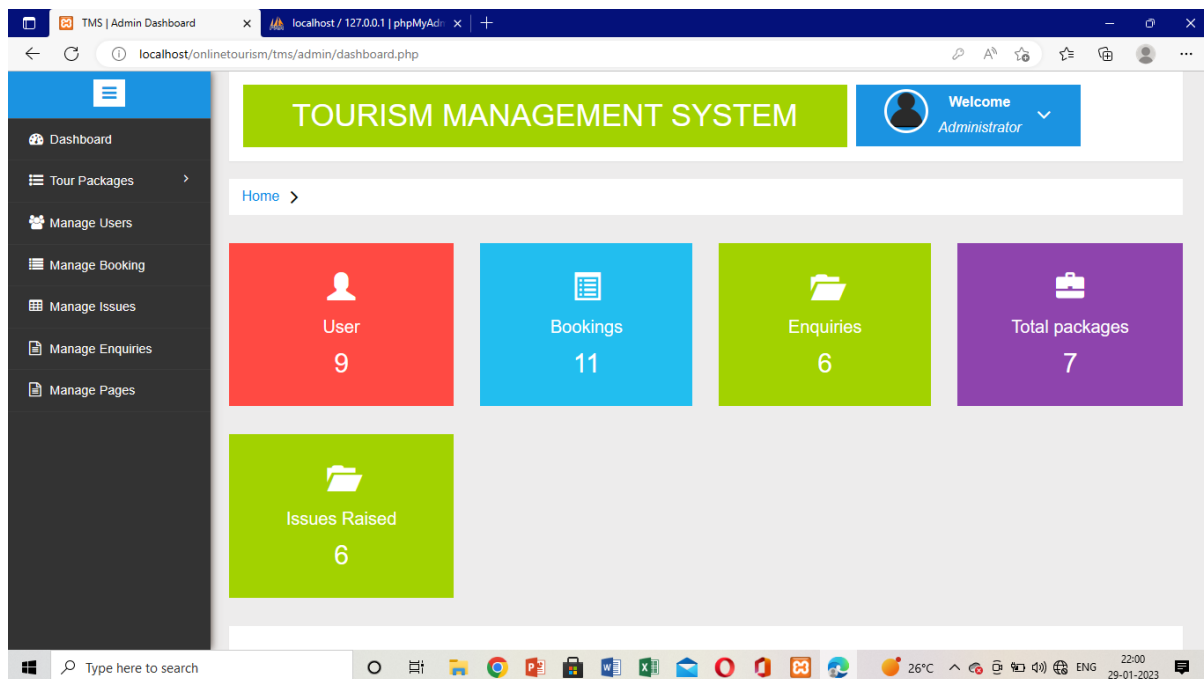 TMS | Admin Dashboard
localhost / 127.0.0.1 | phpMyAdn
localhost/onlinetourism/tms/admin/dashboard.php
TOURISM MANAGEMENT SYSTEM
Welcome
Administrator
Dashboard
Tour Packages
Manage Users
Manage Booking
Manage Issues
Manage Enquiries
Manage Pages
Home
User
9
Bookings
11
Enquiries
6
Total packages
7
Issues Raised
6
Type here to search
26°C
ENG
22:00
29-01-2023